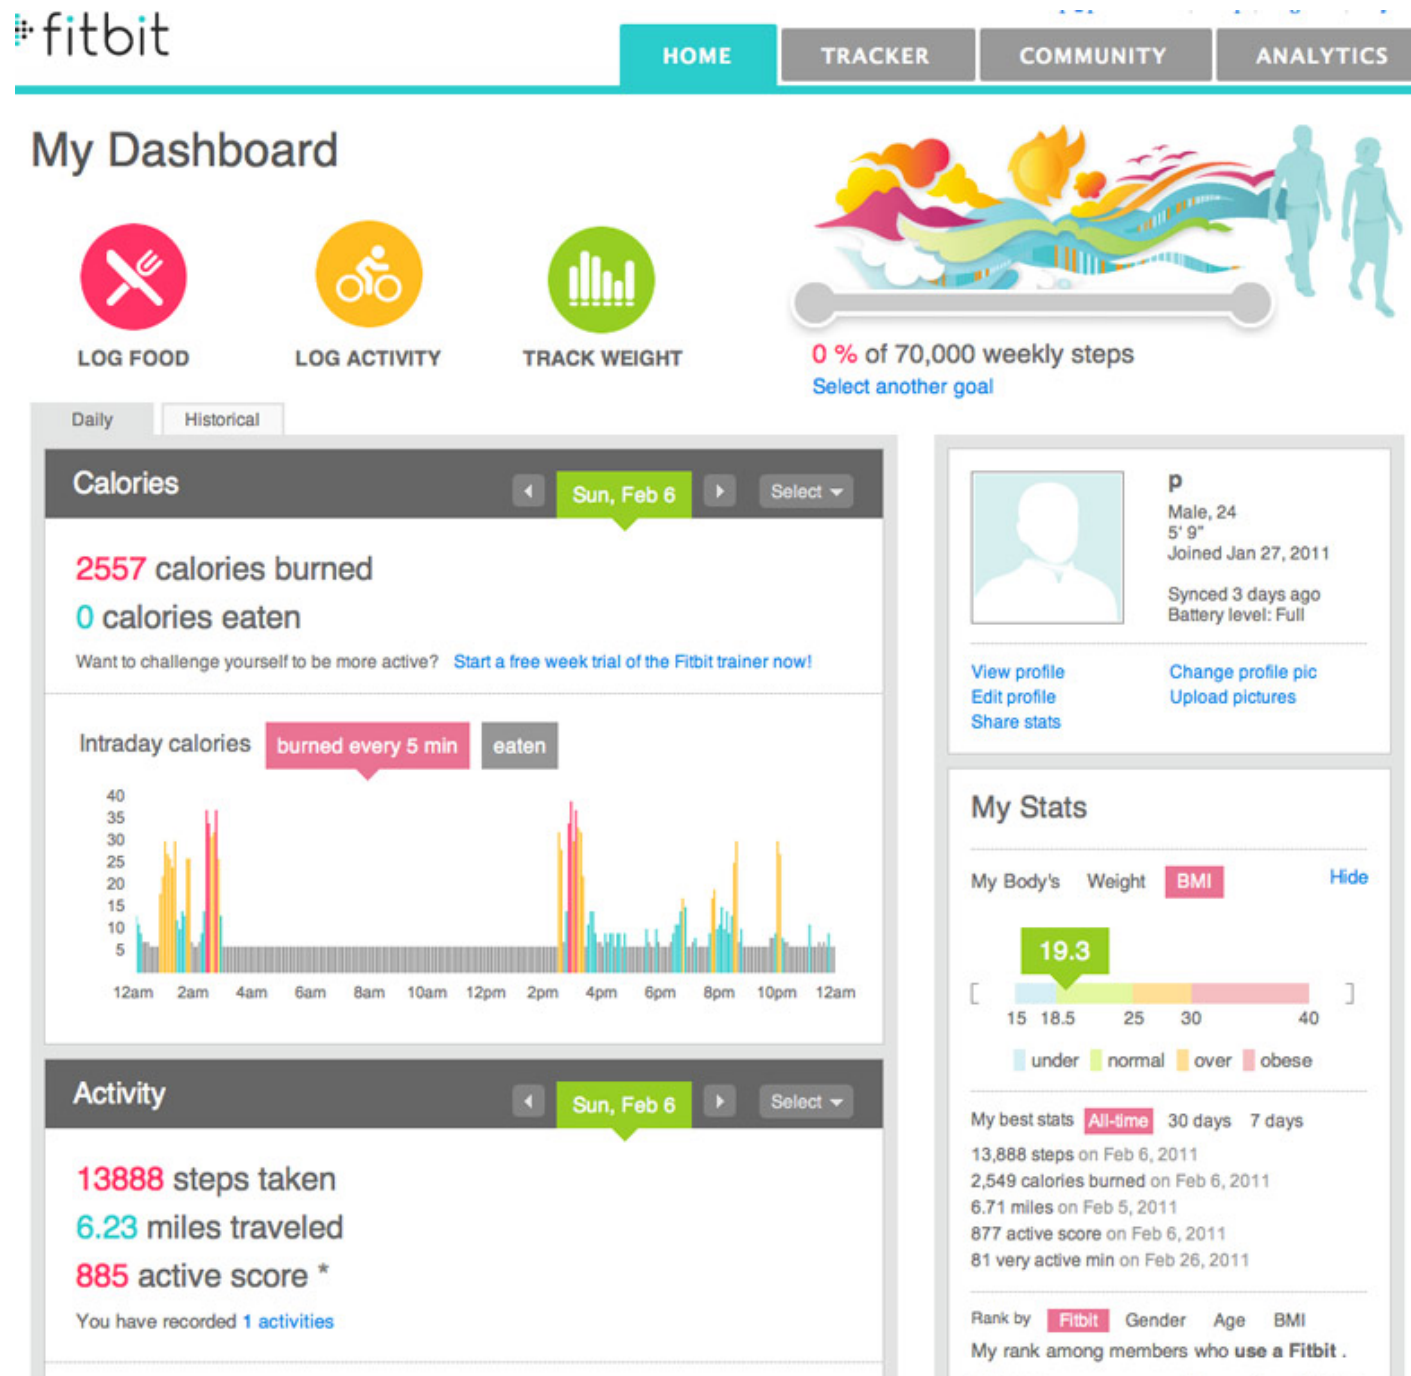 fitbit
HOME TRACKER COMMUNITY ANALYTICS
My Dashboard
LOG FOOD LOG ACTIVITY TRACK WEIGHT
0 % of 70,000 weekly steps
Select another goal
Daily Historical
Calories Sun, Feb 6 Select
2557 calories burned
0 calories eaten
Want to challenge yourself to be more active? Start a free week trial of the Fitbit trainer now!
Intraday calories burned every 5 min eaten
40
35
30
25
20
15
10
5
12am 2am 4am 6am 8am 10am 12pm 2pm 4pm 6pm 8pm 10pm 12am
Activity Sun, Feb 6 Select
13888 steps taken
6.23 miles traveled
885 active score *
You have recorded 1 activities
p
Male, 24
5' 9"
Joined Jan 27, 2011
Synced 3 days ago
Battery level: Full
View profile Change profile pic
Edit profile Upload pictures
Share stats
My Stats
My Body's Weight BMI Hide
19.3
[ ]
15 18.5 25 30 40
under normal over obese
My best stats All-time 30 days 7 days
13,888 steps on Feb 6, 2011
2,549 calories burned on Feb 6, 2011
6.71 miles on Feb 5, 2011
877 active score on Feb 6, 2011
81 very active min on Feb 26, 2011
Rank by Fitbit Gender Age BMI
My rank among members who use a Fitbit .